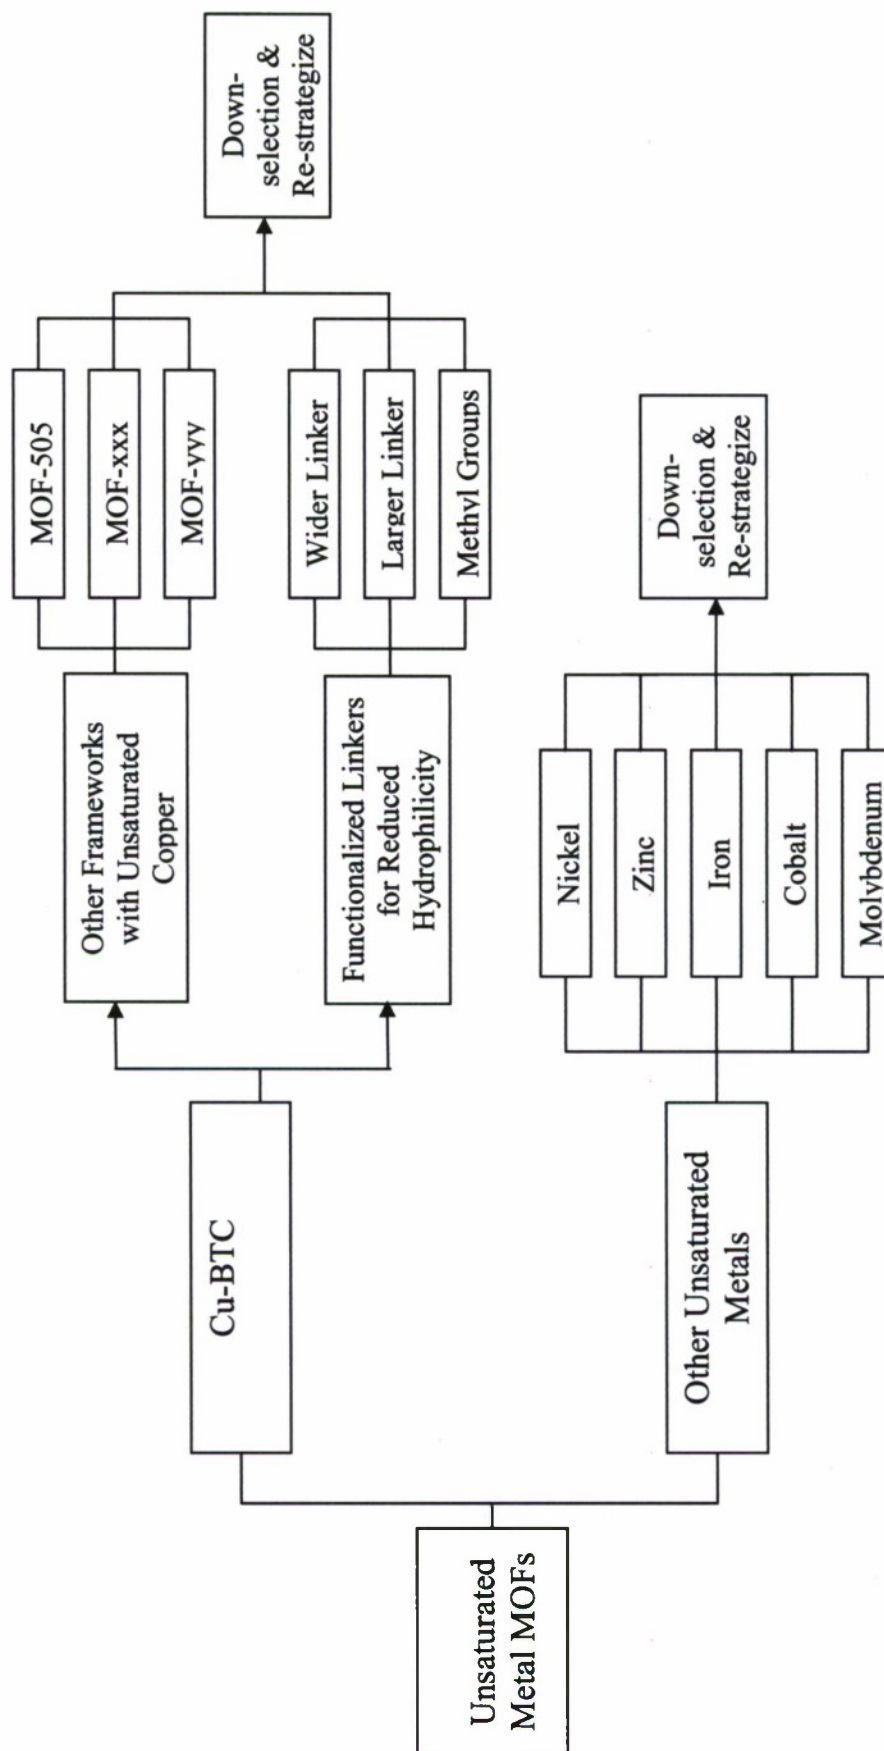 Unsaturated
Metal MOFs
Cu-BTC
Other Frameworks
with Unsaturated
Copper
MOF-505
MOF-xxx
MOF-yyy
Functionalized Linkers
for Reduced
Hydrophilicity
Wider Linker
Larger Linker
Methyl Groups
Down-
selection &
Re-strategize
Other Unsaturated
Metals
Nickel
Zinc
Iron
Cobalt
Molybdenum
Down-
selection &
Re-strategize